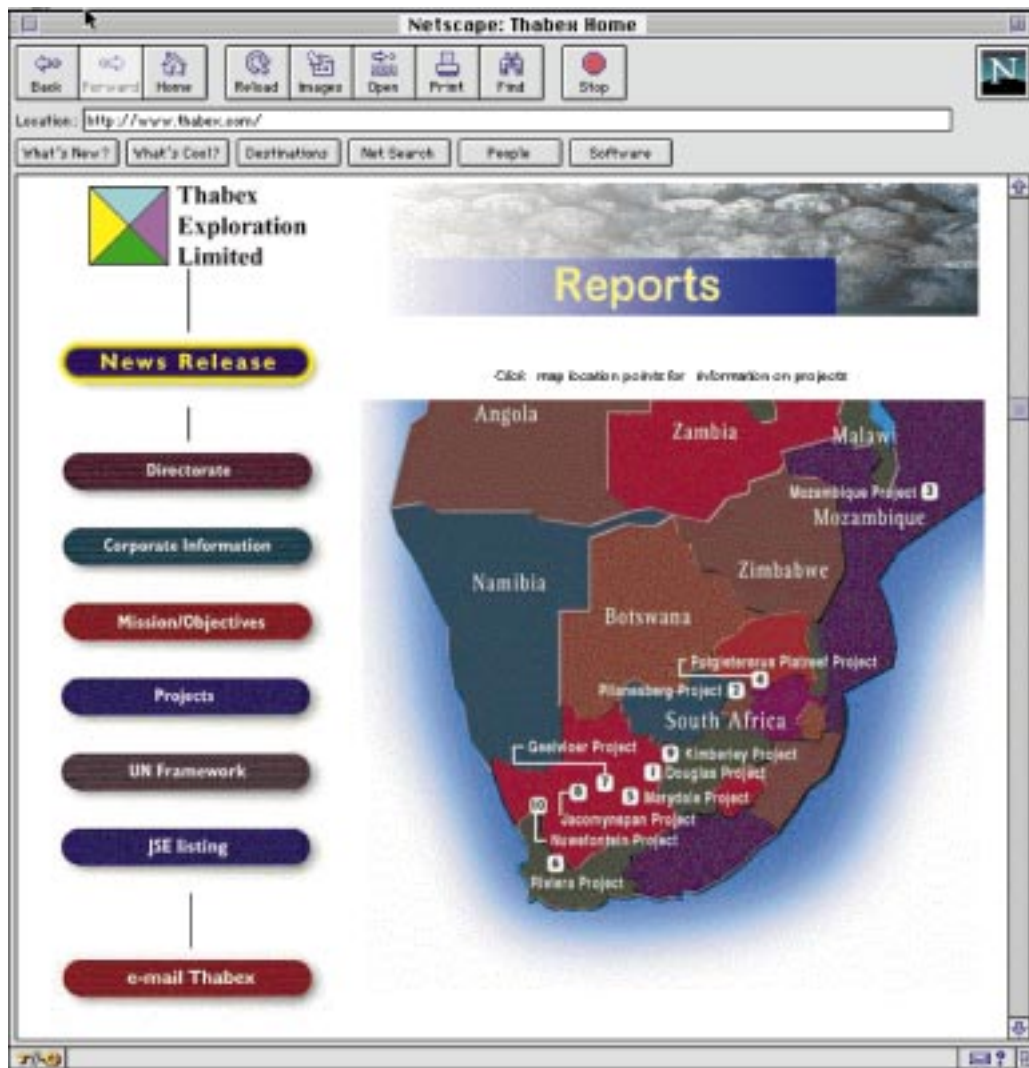 Netscape: Thabex Home
Back
Forward
Home
Reload
Images
Open
Print
Find
Stop
N
Location: http://www.thabex.com/
What's New?
What's Cool?
Destinations
Net Search
People
Software
Thabex
Exploration
Limited
Reports
News Release
Click map location points for information on projects
Directorate
Corporate Information
Mission/Objectives
Projects
UN Framework
JSE listing
e-mail Thabex
Angola
Zambia
Malawi
Mozambique Project 3
Mozambique
Zimbabwe
Namibia
Botswana
Potgietersrus Platreef Project
4
Pilanesberg Project 2
South Africa
Geelvloer Project
7
9 Kimberley Project
1 Douglas Project
8
5 Marydale Project
10
Jacomynspan Project
Nuwefontein Project
6
Riviera Project